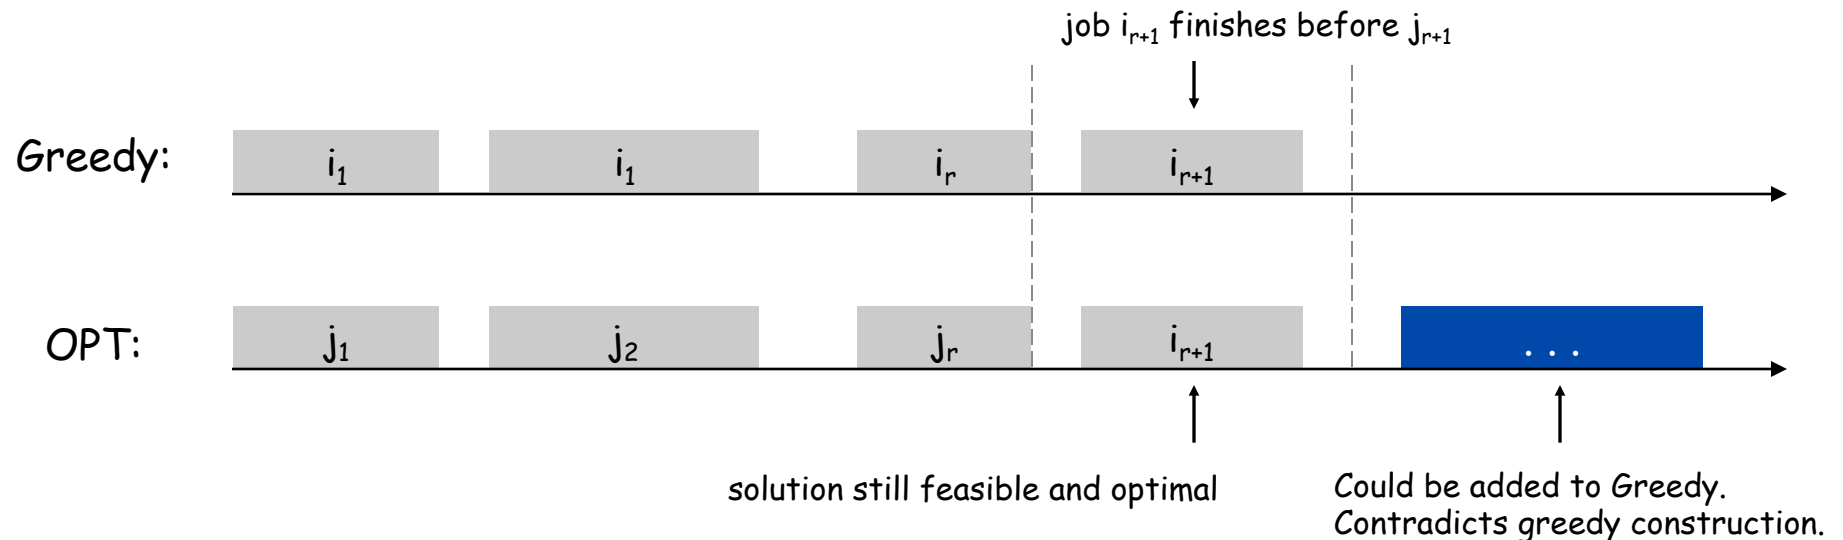 job i_{r+1} finishes before j_{r+1}
Greedy: i_1 i_1 i_r i_{r+1}
OPT: j_1 j_2 j_r i_{r+1} . . .
solution still feasible and optimal
Could be added to Greedy.
Contradicts greedy construction.